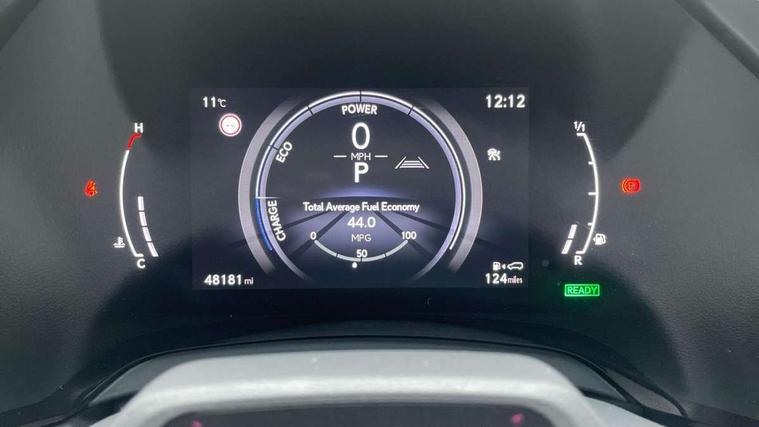 11°C
12:12
POWER
H
ECO
0
MPH
P
1/1
Total Average Fuel Economy
44.0
MPG
CHARGE
0
50
100
C
R
48181 mi
124 miles
READY